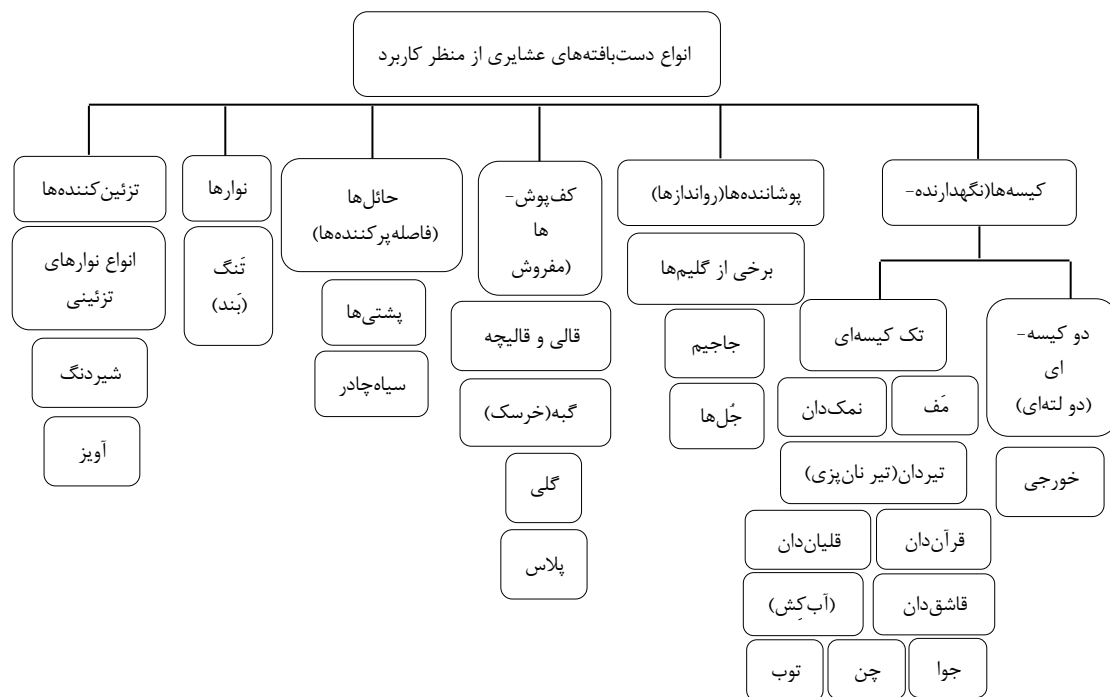 انواع دست‌بافته‌های عشایری از منظر کاربرد
کیسه‌ها(نگهدارنده-
دو کیسه-
ای
(دو لته‌ای)
خورجی
تک کیسه‌ای
مَف
نمک‌دان
تیردان(تیر نان‌پزی)
قرآن‌دان
قلیان‌دان
قاشق‌دان
(آب‌کِش)
جوا
چن
توب
پوشاننده‌ها(رواندازها)
برخی از گلیم‌ها
جاجیم
جُل‌ها
کف‌پوش-
ها
(مفروش
قالی و قالیچه
گبه(خرسک)
گلی
پلاس
حائل‌ها
(فاصله‌پرکننده‌ها)
پشتی‌ها
سیاه‌چادر
نوارها
تَنگ
(بَند)
تزئین‌کننده‌ها
انواع نوارهای
تزئینی
شیردنگ
آویز